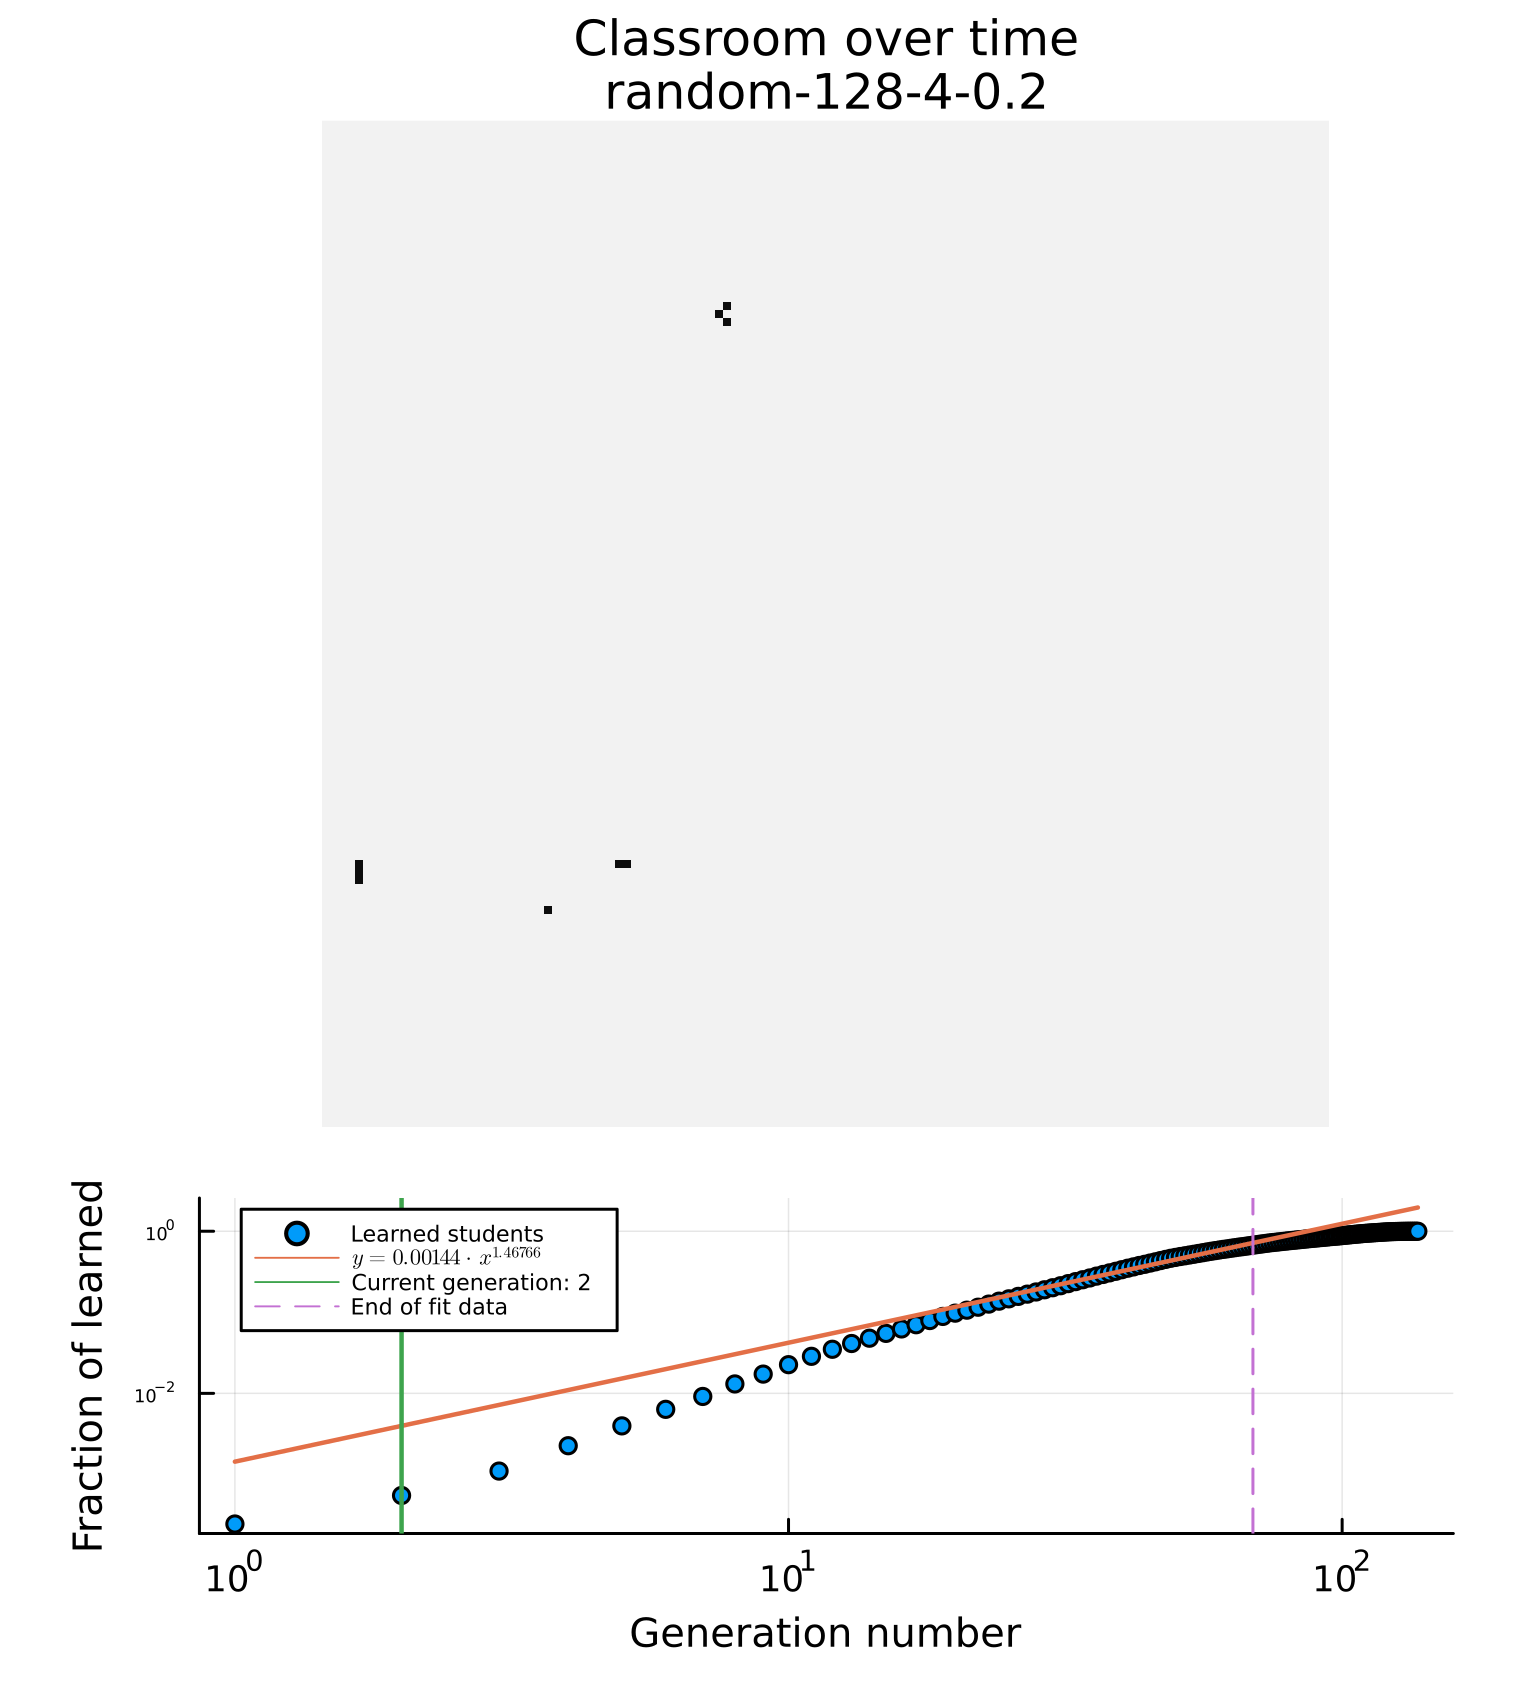 Classroom over time
random-128-4-0.2
Fraction of learned
10^0
10^-2
Learned students
y = 0.00144 · x^1.46766
Current generation: 2
End of fit data
10^0 10^1 10^2
Generation number